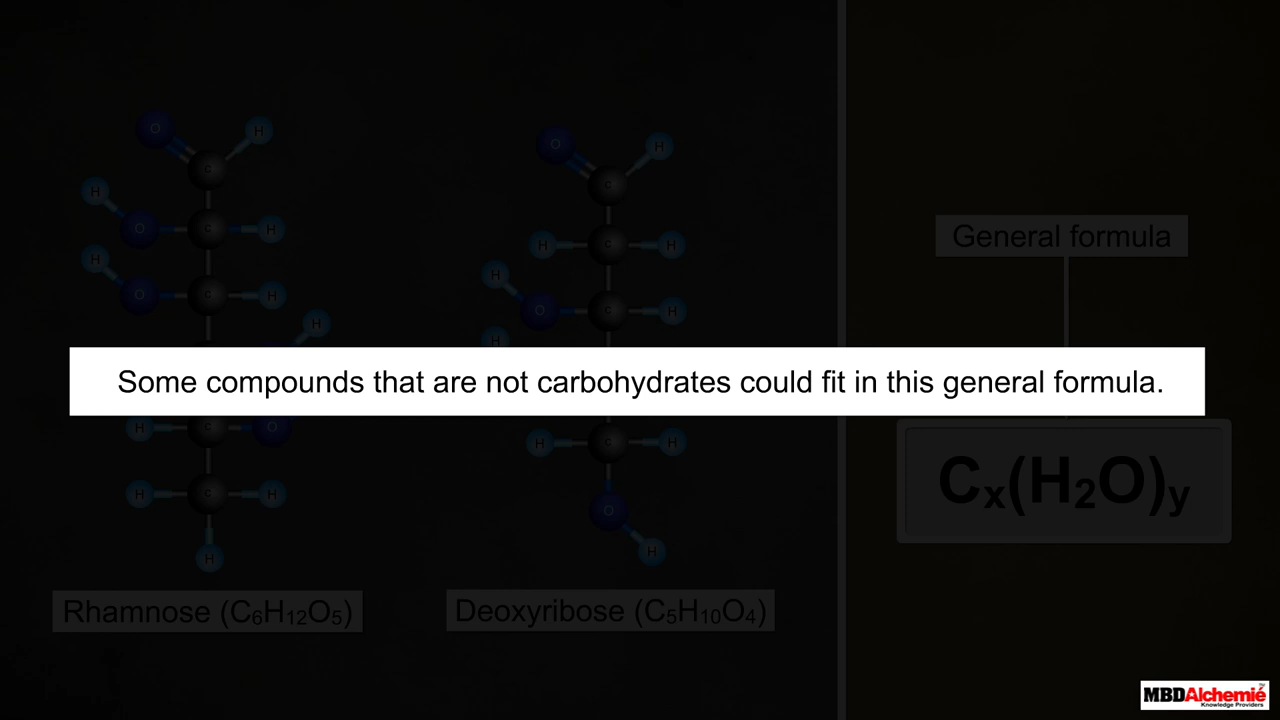 O
H
C
H
O
C
H
H
O
C
H
H
H
C
O
H
C
H
H
O
H
C
H
C
H
H
O
C
H
H
H
C
H
O
H
General formula
Some compounds that are not carbohydrates could fit in this general formula.
Cₓ(H₂O)ᵧ
Rhamnose (C₆H₁₂O₅)
Deoxyribose (C₅H₁₀O₄)
MBDAlchemié
Knowledge Providers